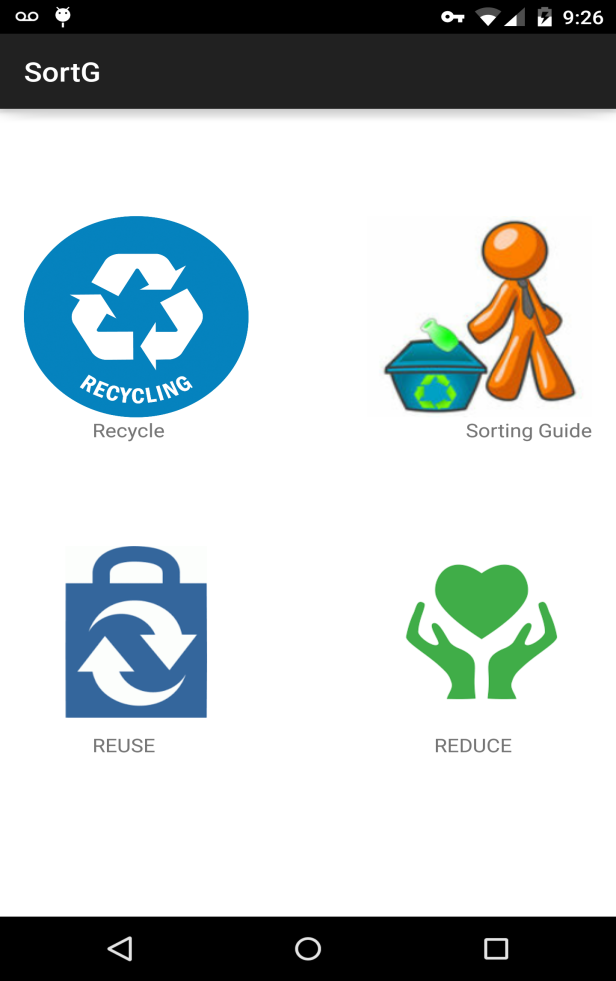 9:26
SortG
RECYCLING
Recycle
Sorting Guide
REUSE
REDUCE